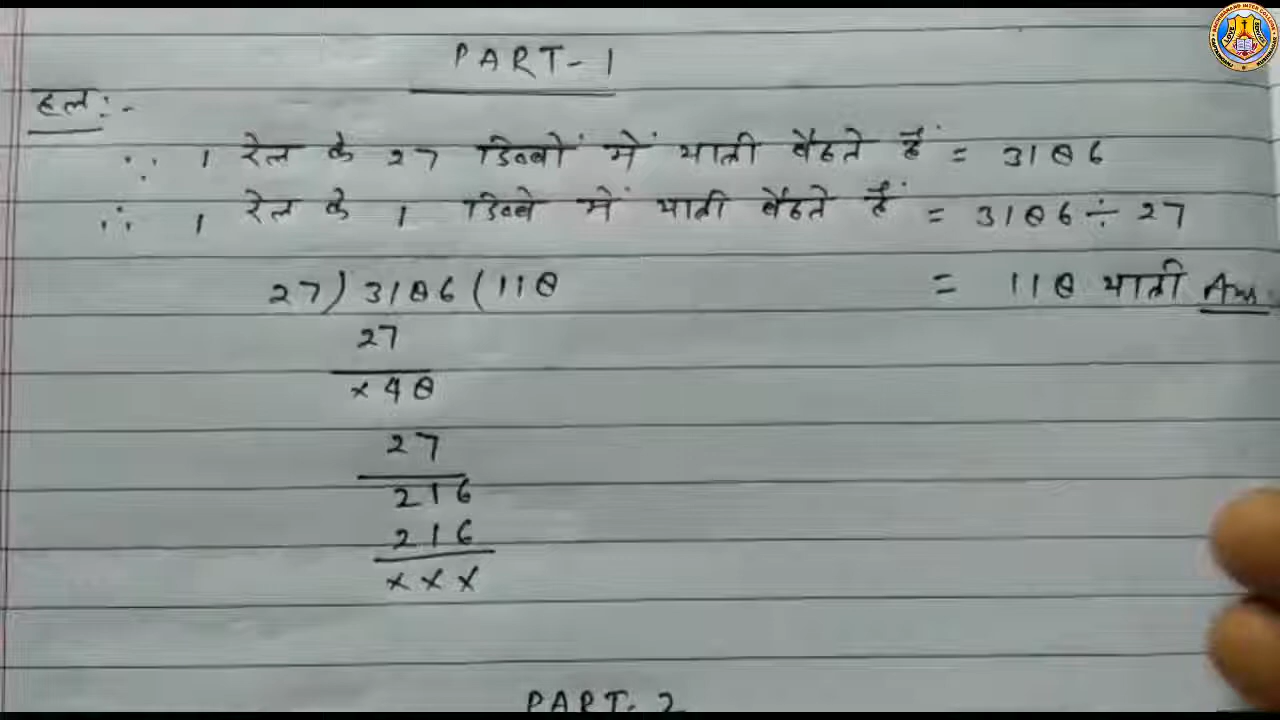 PART-1
हल:-
∵ 1 रेल के 27 डिब्बों में यात्री बैठते हैं = 3186
∴ 1 रेल के 1 डिब्बे में यात्री बैठते हैं = 3186 ÷ 27
27 ) 3186 ( 118 = 118 यात्री Ans
27
× 48
27
216
216
× × ×
PART-2